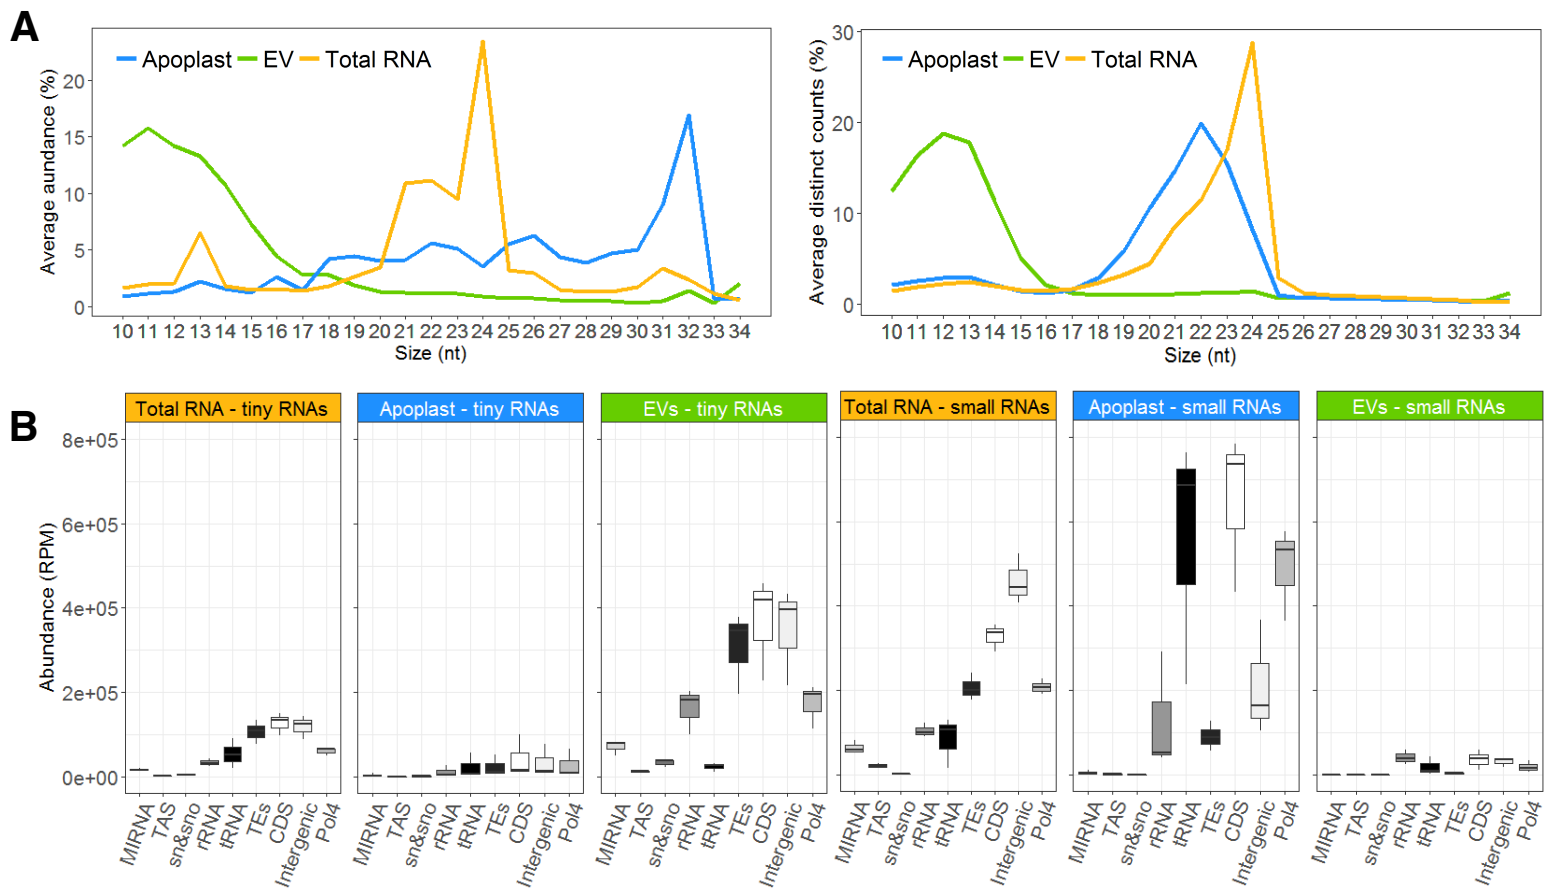 A
Apoplast EV Total RNA
Average aundance (%)
20
15
10
5
0
10 11 12 13 14 15 16 17 18 19 20 21 22 23 24 25 26 27 28 29 30 31 32 33 34
Size (nt)
Apoplast EV Total RNA
Average distinct counts (%)
30
20
10
0
10 11 12 13 14 15 16 17 18 19 20 21 22 23 24 25 26 27 28 29 30 31 32 33 34
Size (nt)
B
Total RNA - tiny RNAs
Apoplast - tiny RNAs
EVs - tiny RNAs
Total RNA - small RNAs
Apoplast - small RNAs
EVs - small RNAs
Abundance (RPM)
8e+05
6e+05
4e+05
2e+05
0e+00
MIRNA TAS sn&sno rRNA tRNA TEs CDS Intergenic Pol4
MIRNA TAS sn&sno rRNA tRNA TEs CDS Intergenic Pol4
MIRNA TAS sn&sno rRNA tRNA TEs CDS Intergenic Pol4
MIRNA TAS sn&sno rRNA tRNA TEs CDS Intergenic Pol4
MIRNA TAS sn&sno rRNA tRNA TEs CDS Intergenic Pol4
MIRNA TAS sn&sno rRNA tRNA TEs CDS Intergenic Pol4